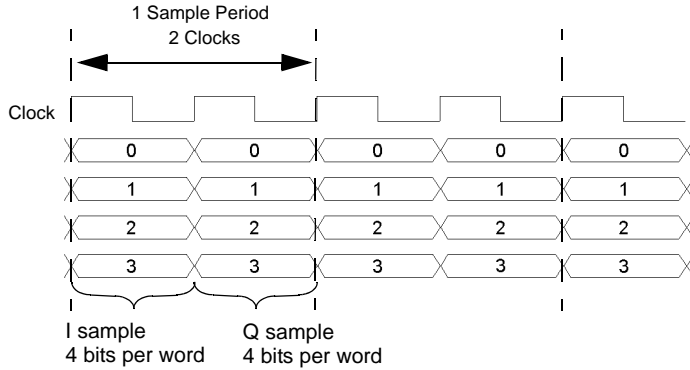 1 Sample Period
2 Clocks
Clock
0 0 0 0 0
1 1 1 1 1
2 2 2 2 2
3 3 3 3 3
I sample Q sample
4 bits per word 4 bits per word